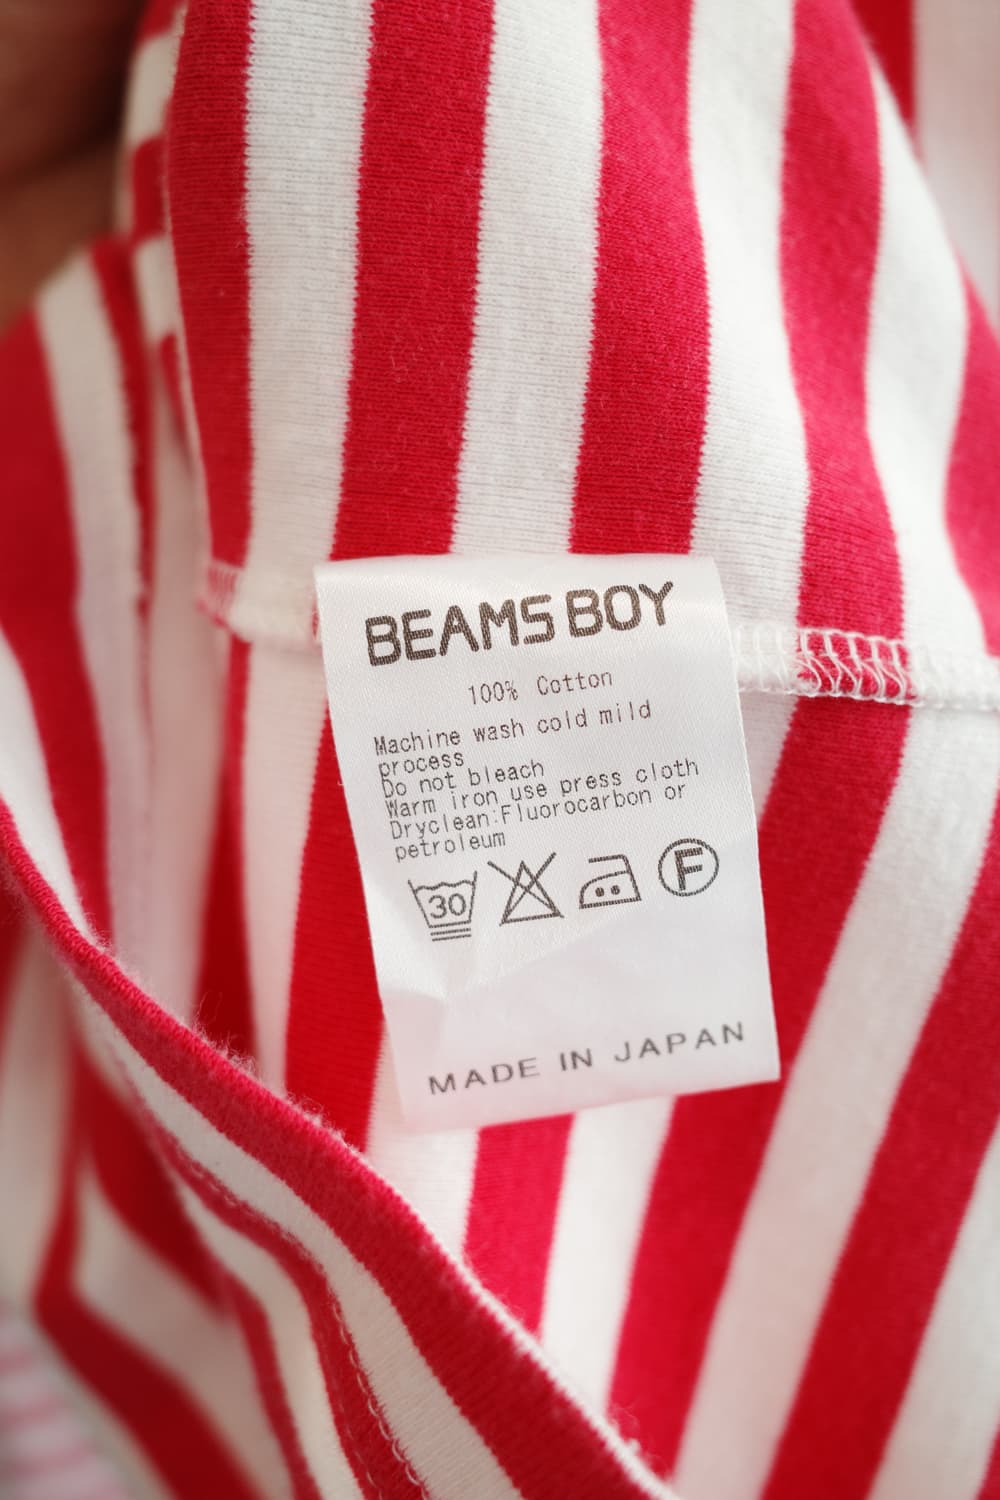 BEAMS BOY
100% Cotton
Machine wash cold mild
process
Do not bleach
Warm iron use press cloth
Dryclean:Fluorocarbon or
petroleum
30
F
MADE IN JAPAN